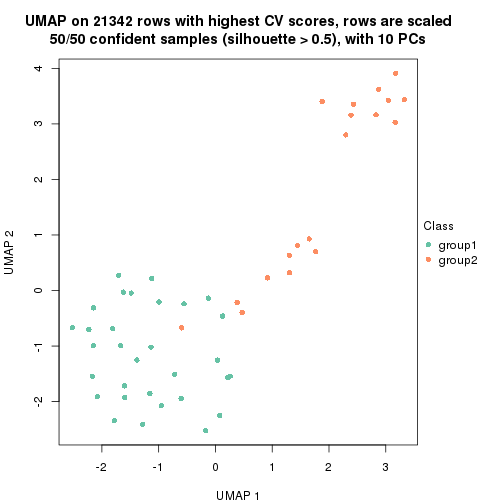 UMAP on 21342 rows with highest CV scores, rows are scaled
50/50 confident samples (silhouette > 0.5), with 10 PCs
4
3
2
1
0
-1
-2
UMAP 2
Class
group1
group2
-2 -1 0 1 2 3
UMAP 1